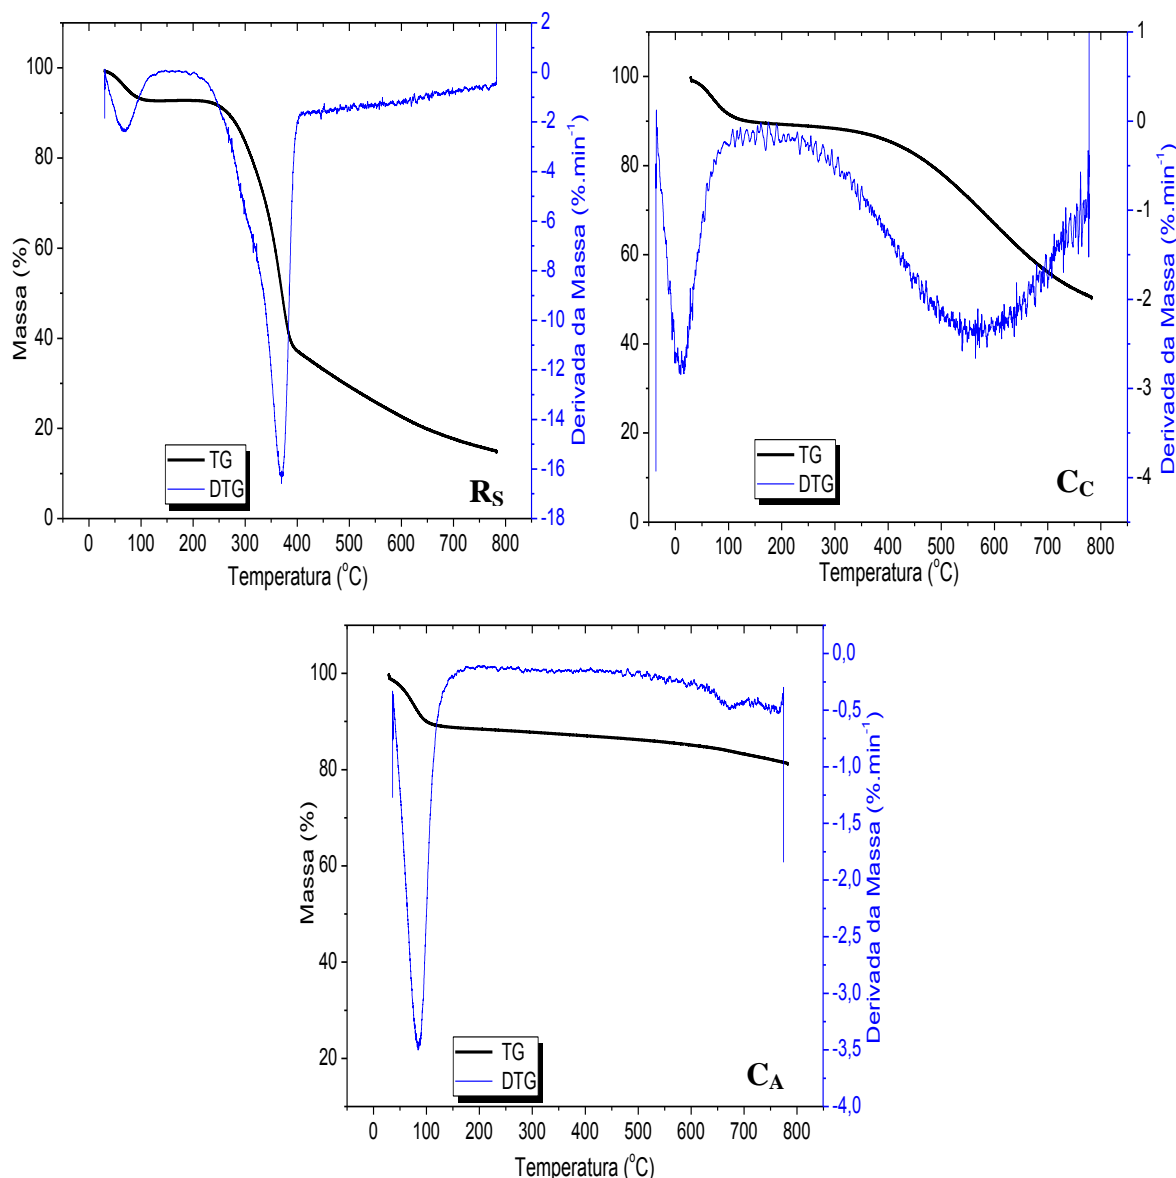 2
0
-2
-4
-6
-8
-10
-12
-14
-16
-18
100
80
60
40
20
0
0 100 200 300 400 500 600 700 800
Massa (%)
Derivada da Massa (%.min⁻¹)
Temperatura (°C)
TG
DTG
R_S
1
0
-1
-2
-3
-4
100
80
60
40
20
0
0 100 200 300 400 500 600 700 800
Massa (%)
Derivada da Massa (%.min⁻¹)
Temperatura (°C)
TG
DTG
C_C
0,0
-0,5
-1,0
-1,5
-2,0
-2,5
-3,0
-3,5
-4,0
100
80
60
40
20
0 100 200 300 400 500 600 700 800
Massa (%)
Derivada da Massa (%.min⁻¹)
Temperatura (°C)
TG
DTG
C_A